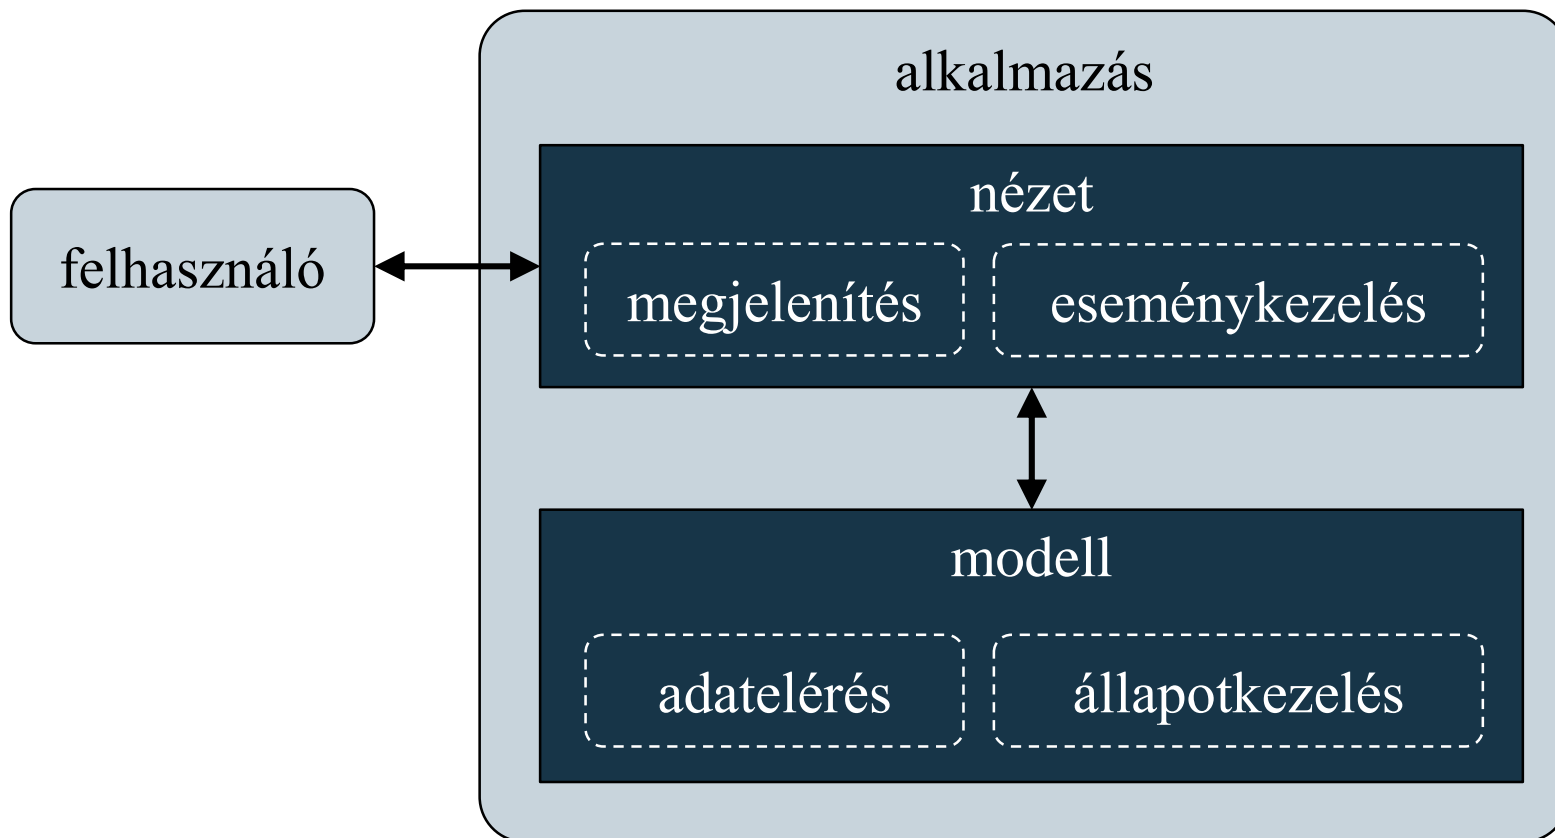 alkalmazás
nézet
felhasználó
megjelenítés
eseménykezelés
modell
adatelérés
állapotkezelés